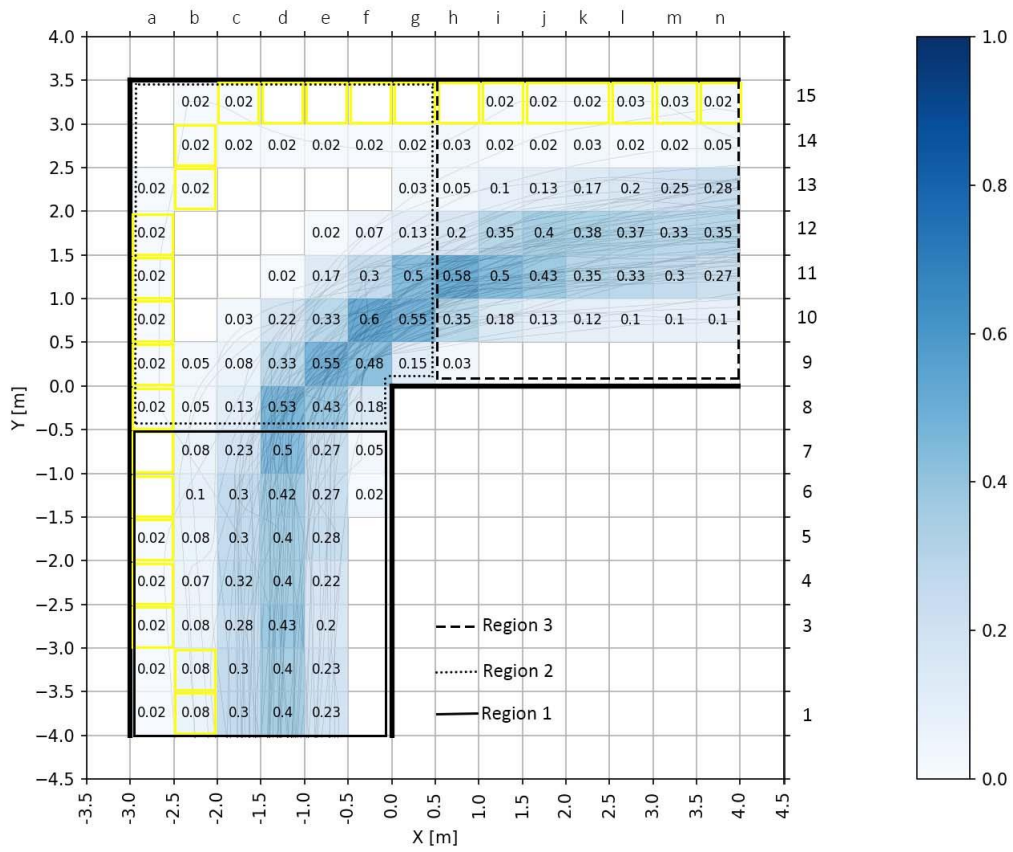 a b c d e f g h i j k l m n
4.0 1.0
3.5
0.02 0.02 0.02 0.02 0.02 0.03 0.03 0.02 15
3.0
0.02 0.02 0.02 0.02 0.02 0.02 0.03 0.02 0.02 0.03 0.02 0.02 0.05 14
2.5
0.02 0.02 0.03 0.05 0.1 0.13 0.17 0.2 0.25 0.28 13
2.0 0.8
0.02 0.02 0.07 0.13 0.2 0.35 0.4 0.38 0.37 0.33 0.35 12
1.5
0.02 0.02 0.17 0.3 0.5 0.58 0.5 0.43 0.35 0.33 0.3 0.27 11
1.0
0.02 0.03 0.22 0.33 0.6 0.55 0.35 0.18 0.13 0.12 0.1 0.1 0.1 10
0.5 0.6
0.02 0.05 0.08 0.33 0.55 0.48 0.15 0.03 9
0.0
0.02 0.05 0.13 0.53 0.43 0.18 8
Y [m]
−0.5
0.08 0.23 0.5 0.27 0.05 7
−1.0 0.4
0.1 0.3 0.42 0.27 0.02 6
−1.5
0.02 0.08 0.3 0.4 0.28 5
−2.0
0.02 0.07 0.32 0.4 0.22 4
−2.5 0.2
0.02 0.08 0.28 0.43 0.2 Region 3 3
−3.0
0.02 0.08 0.3 0.4 0.23 Region 2
−3.5
0.02 0.08 0.3 0.4 0.23 Region 1 1
−4.0
−4.5 0.0
-3.5 -3.0 -2.5 -2.0 -1.5 -1.0 -0.5 0.0 0.5 1.0 1.5 2.0 2.5 3.0 3.5 4.0 4.5
X [m]